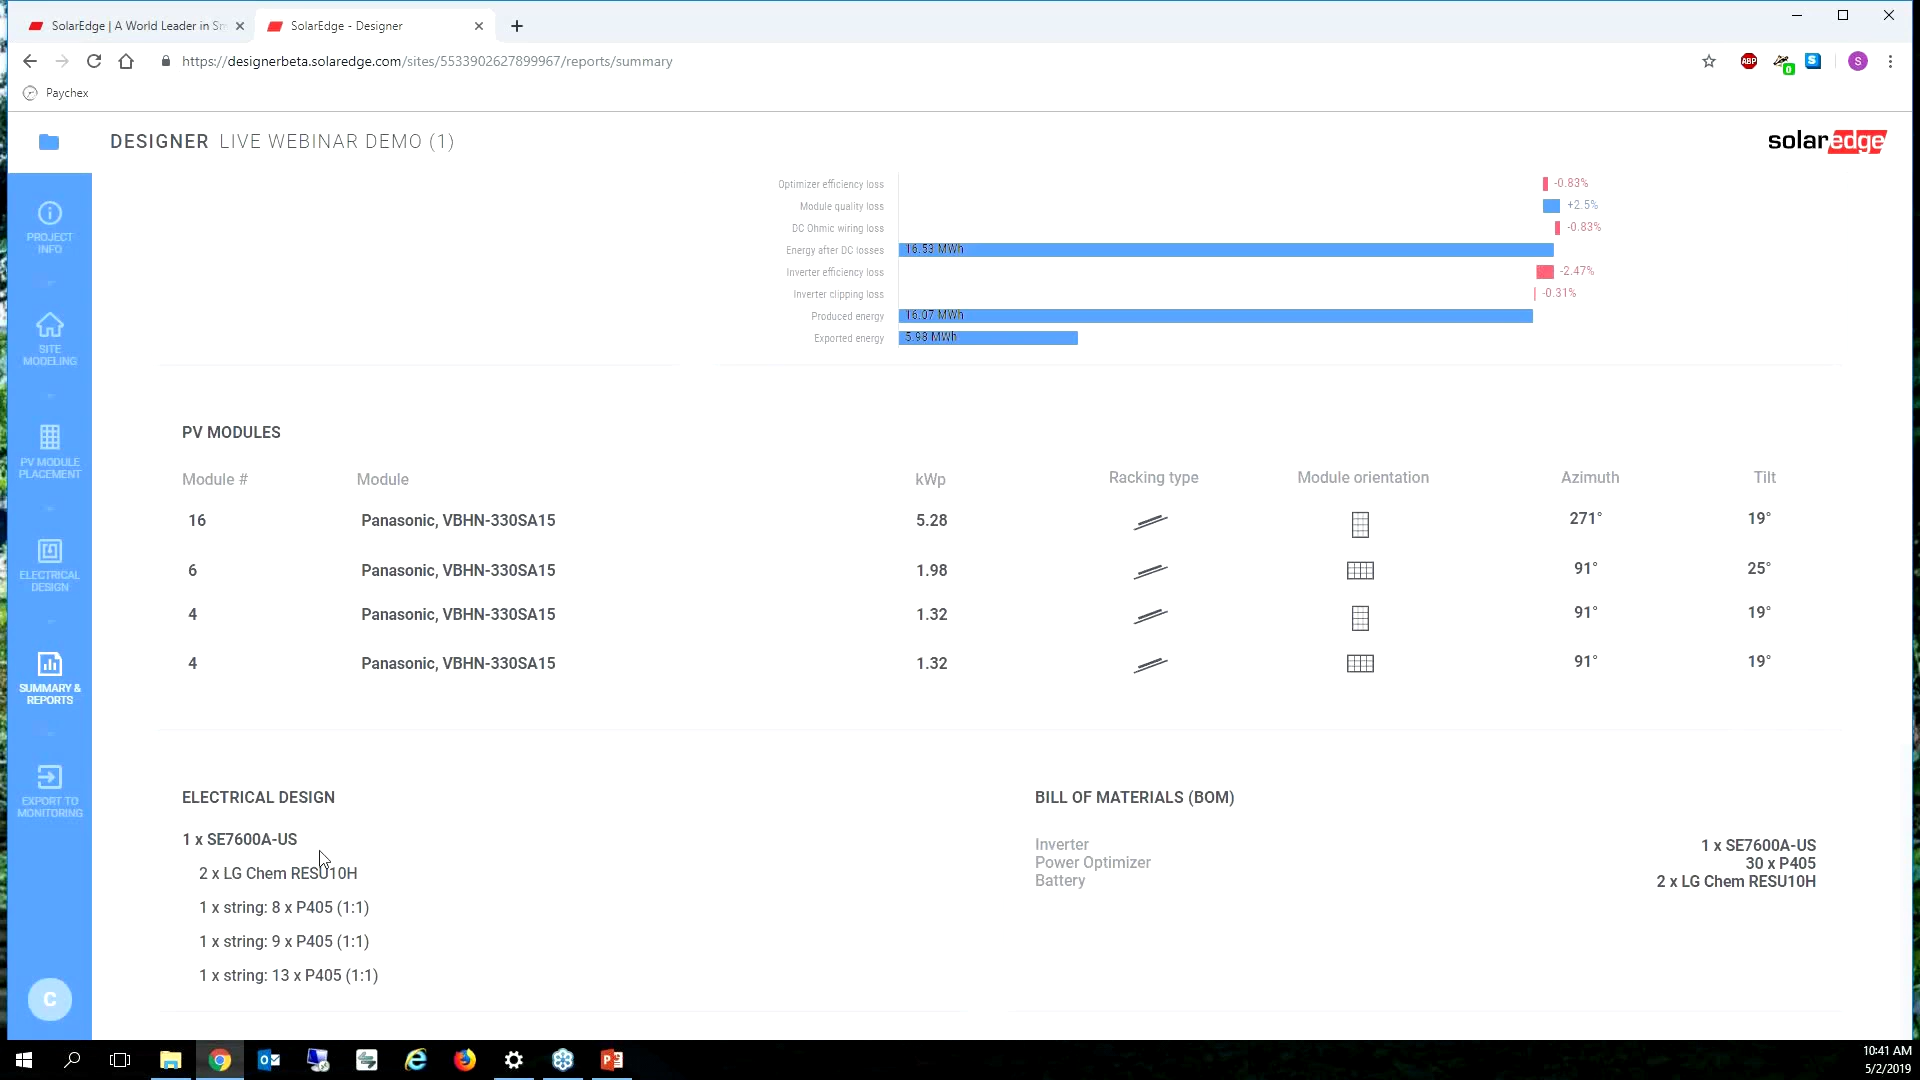 SolarEdge | A World Leader in Sm
SolarEdge - Designer
https://designerbeta.solaredge.com/sites/5533902627899967/reports/summary
ABP
0
S
S
Paychex
DESIGNER LIVE WEBINAR DEMO (1)
solaredge
PROJECT
INFO
SITE
MODELING
PV MODULE
PLACEMENT
ELECTRICAL
DESIGN
SUMMARY &
REPORTS
EXPORT TO
MONITORING
C
Optimizer efficiency loss -0.83%
Module quality loss +2.5%
DC Ohmic wiring loss -0.83%
Energy after DC losses 16.53 MWh
Inverter efficiency loss -2.47%
Inverter clipping loss -0.31%
Produced energy 16.07 MWh
Exported energy 5.98 MWh
PV MODULES
Module # Module kWp Racking type Module orientation Azimuth Tilt
16 Panasonic, VBHN-330SA15 5.28 271° 19°
6 Panasonic, VBHN-330SA15 1.98 91° 25°
4 Panasonic, VBHN-330SA15 1.32 91° 19°
4 Panasonic, VBHN-330SA15 1.32 91° 19°
ELECTRICAL DESIGN
1 x SE7600A-US
2 x LG Chem RESU10H
1 x string: 8 x P405 (1:1)
1 x string: 9 x P405 (1:1)
1 x string: 13 x P405 (1:1)
BILL OF MATERIALS (BOM)
Inverter 1 x SE7600A-US
Power Optimizer 30 x P405
Battery 2 x LG Chem RESU10H
10:41 AM
5/2/2019